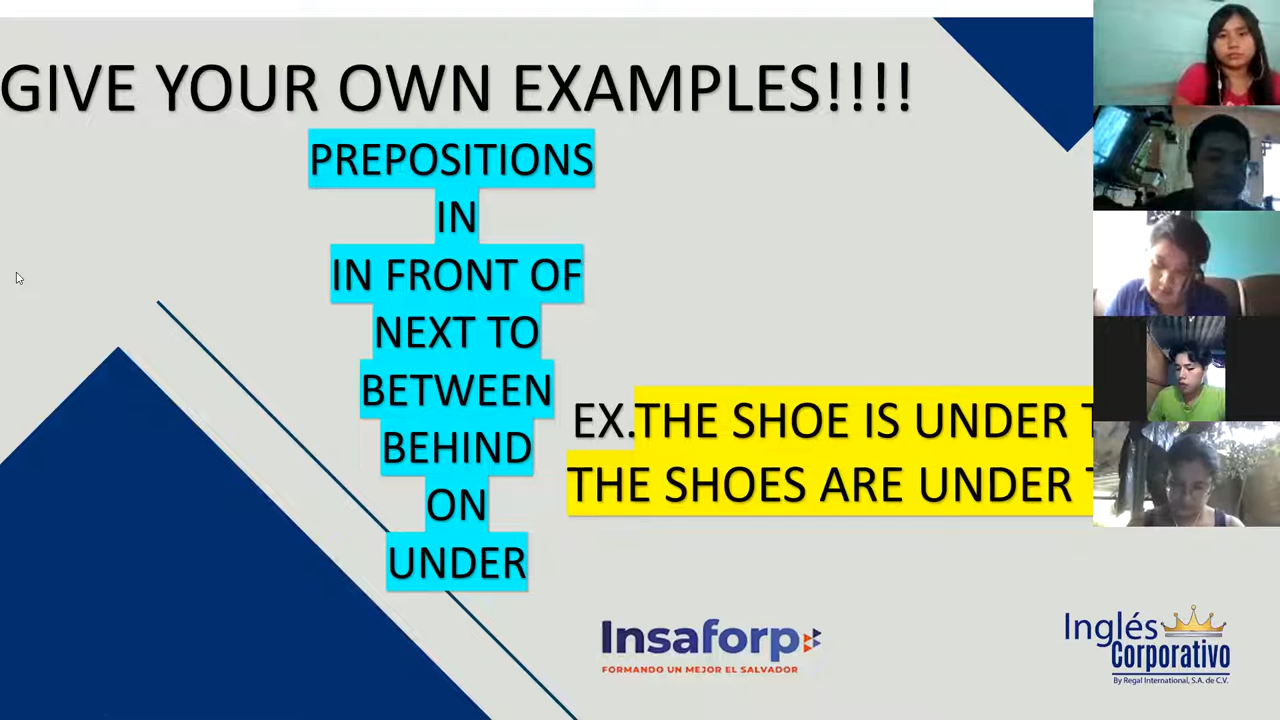 GIVE YOUR OWN EXAMPLES!!!!
PREPOSITIONS
IN
IN FRONT OF
NEXT TO
BETWEEN
BEHIND
ON
UNDER
EX.THE SHOE IS UNDER
THE SHOES ARE UNDER
Insaforp
FORMANDO UN MEJOR EL SALVADOR
Inglés
Corporativo
By Regal International, S.A. de C.V.